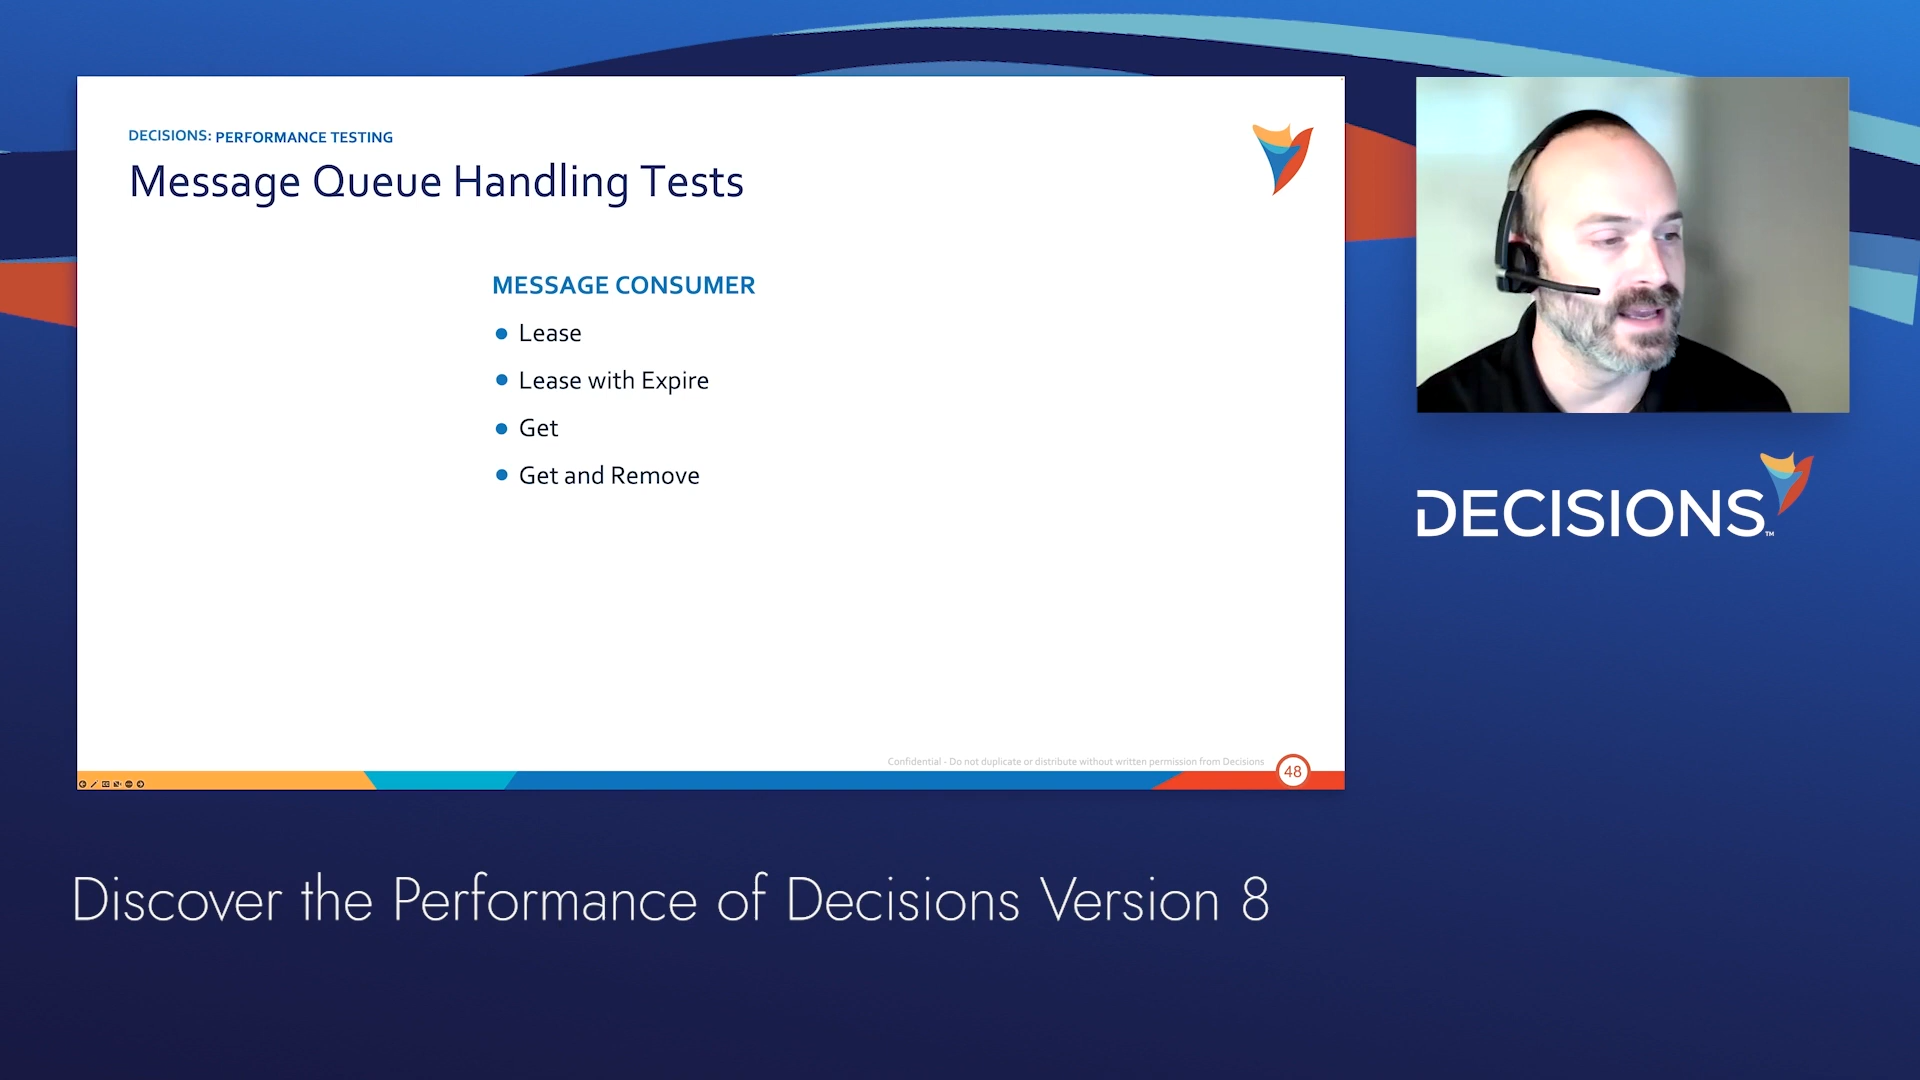 DECISIONS: PERFORMANCE TESTING
Message Queue Handling Tests
MESSAGE CONSUMER
Lease
Lease with Expire
Get
Get and Remove
Confidential - Do not duplicate or distribute without written permission from Decisions
48
DECISIONS™
Discover the Performance of Decisions Version 8